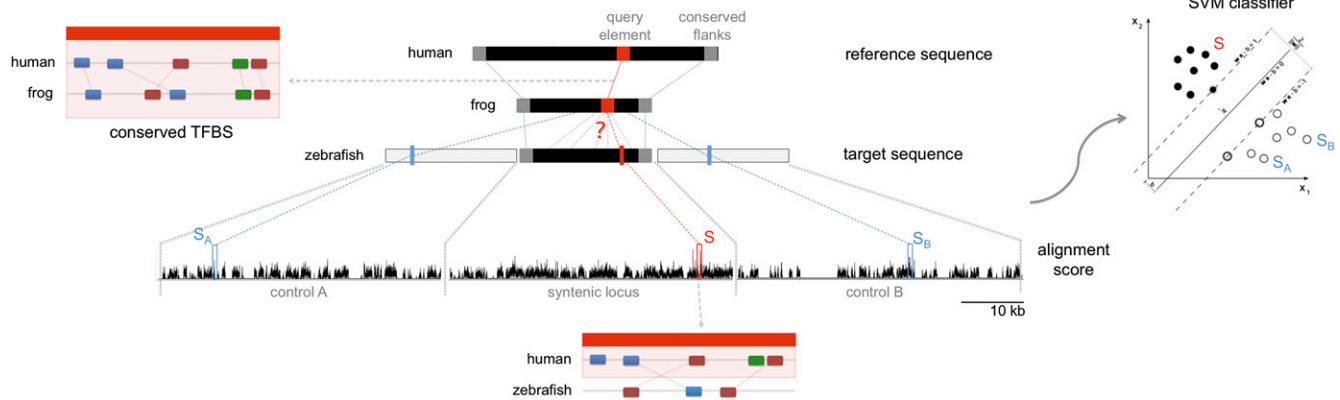 SVM classifier
query
element
conserved
flanks
human
reference sequence
human
frog
conserved TFBS
frog
?
zebrafish
target sequence
x₂
S
S_A
S_B
x₁
S_A
S
S_B
alignment
score
control A
syntenic locus
control B
10 kb
human
zebrafish